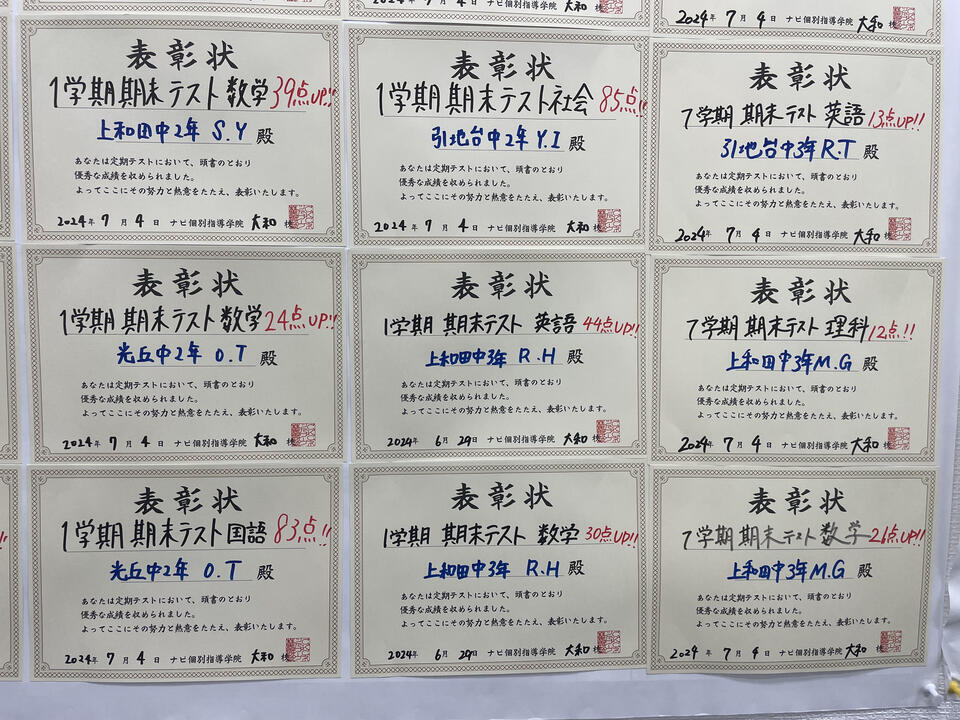 2024年 7月 4日 ナビ個別指導学院 大和 校
2024年 7月 4日 ナビ個別指導学院 大和 校
表彰状
1学期期末テスト数学39点UP!!
上和田中2年 S.Y 殿
あなたは定期テストにおいて、頭書のとおり
優秀な成績を収められました。
よってここにその努力と熱意をたたえ、表彰いたします。
2024年 7月 4日 ナビ個別指導学院 大和 校
表彰状
1学期期末テスト社会 85点!!
引地台中2年 Y.I 殿
あなたは定期テストにおいて、頭書のとおり
優秀な成績を収められました。
よってここにその努力と熱意をたたえ、表彰いたします。
2024年 7月 4日 ナビ個別指導学院 大和 校
表彰状
1学期 期末テスト 英語 13点UP!!
引地台中3年 R.T 殿
あなたは定期テストにおいて、頭書のとおり
優秀な成績を収められました。
よってここにその努力と熱意をたたえ、表彰いたします。
2024年 7月 4日 ナビ個別指導学院 大和 校
表彰状
1学期 期末テスト 数学24点UP!!
光丘中2年 O.T 殿
あなたは定期テストにおいて、頭書のとおり
優秀な成績を収められました。
よってここにその努力と熱意をたたえ、表彰いたします。
2024年 7月 4日 ナビ個別指導学院 大和 校
表彰状
1学期 期末テスト 英語 44点UP!!
上和田中3年 R.H 殿
あなたは定期テストにおいて、頭書のとおり
優秀な成績を収められました。
よってここにその努力と熱意をたたえ、表彰いたします。
2024年 6月 29日 ナビ個別指導学院 大和 校
表彰状
1学期 期末テスト 理科12点!!
上和田中3年M.G 殿
あなたは定期テストにおいて、頭書のとおり
優秀な成績を収められました。
よってここにその努力と熱意をたたえ、表彰いたします。
2024年 7月 4日 ナビ個別指導学院 大和 校
表彰状
1学期 期末テスト国語 83点!!
光丘中2年 O.T 殿
あなたは定期テストにおいて、頭書のとおり
優秀な成績を収められました。
よってここにその努力と熱意をたたえ、表彰いたします。
2024年 7月 4日 ナビ個別指導学院 大和 校
表彰状
1学期 期末テスト 数学 30点UP!!
上和田中3年 R.H 殿
あなたは定期テストにおいて、頭書のとおり
優秀な成績を収められました。
よってここにその努力と熱意をたたえ、表彰いたします。
2024年 6月 29日 ナビ個別指導学院 大和 校
表彰状
1学期 期末テスト 数学26点UP!!
上和田中3年M.G 殿
あなたは定期テストにおいて、頭書のとおり
優秀な成績を収められました。
よってここにその努力と熱意をたたえ、表彰いたします。
2024年 7月 4日 ナビ個別指導学院 大和 校